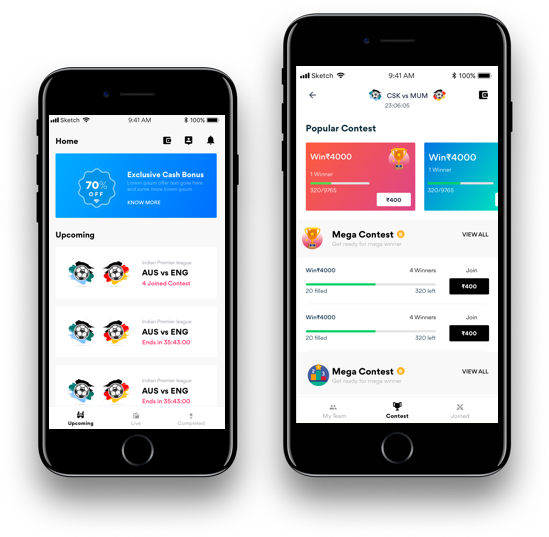 Sketch
9:41 AM
100%
Home
70%
OFF
Exclusive Cash Bonus
Lorem ipsum offer text goes here
and acore more lorem ipsum
KNOW MORE
Upcoming
Indian Premier league
AUS vs ENG
4 Joined Contest
Indian Premier league
AUS vs ENG
Ends in 35:43:00
Indian Premier league
AUS vs ENG
Ends in 35:43:00
Upcoming
Live
Completed
Sketch
9:41 AM
100%
CSK vs MUM
23:06:05
Popular Contest
Win₹4000
1 Winner
320/9765
₹400
Win₹4000
1 Winner
320/9765
Mega Contest
Get ready for mega winner
VIEW ALL
Win₹4000
4 Winners
Join
20 filled
320 left
₹400
Win₹4000
4 Winners
Join
20 filled
320 left
₹400
Mega Contest
Get ready for mega winner
VIEW ALL
My Team
Contest
Joined